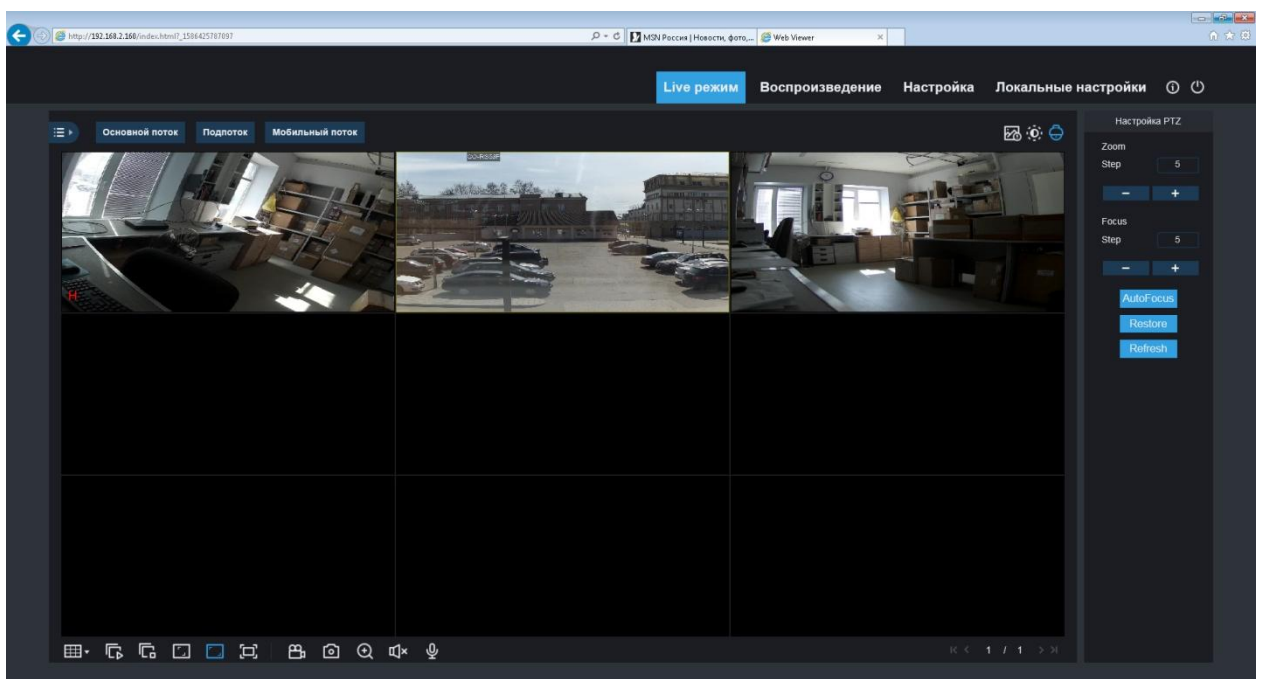 http://192.168.2.160/index.html?_1586425787097
MSN Россия | Новости, фото,...
Web Viewer
Live режим
Воспроизведение
Настройка
Локальные настройки
Основной поток
Подпоток
Мобильный поток
Настройка PTZ
Zoom
Step 5
− +
Focus
Step 5
− +
AutoFocus
Restore
Refresh
H
1 / 1